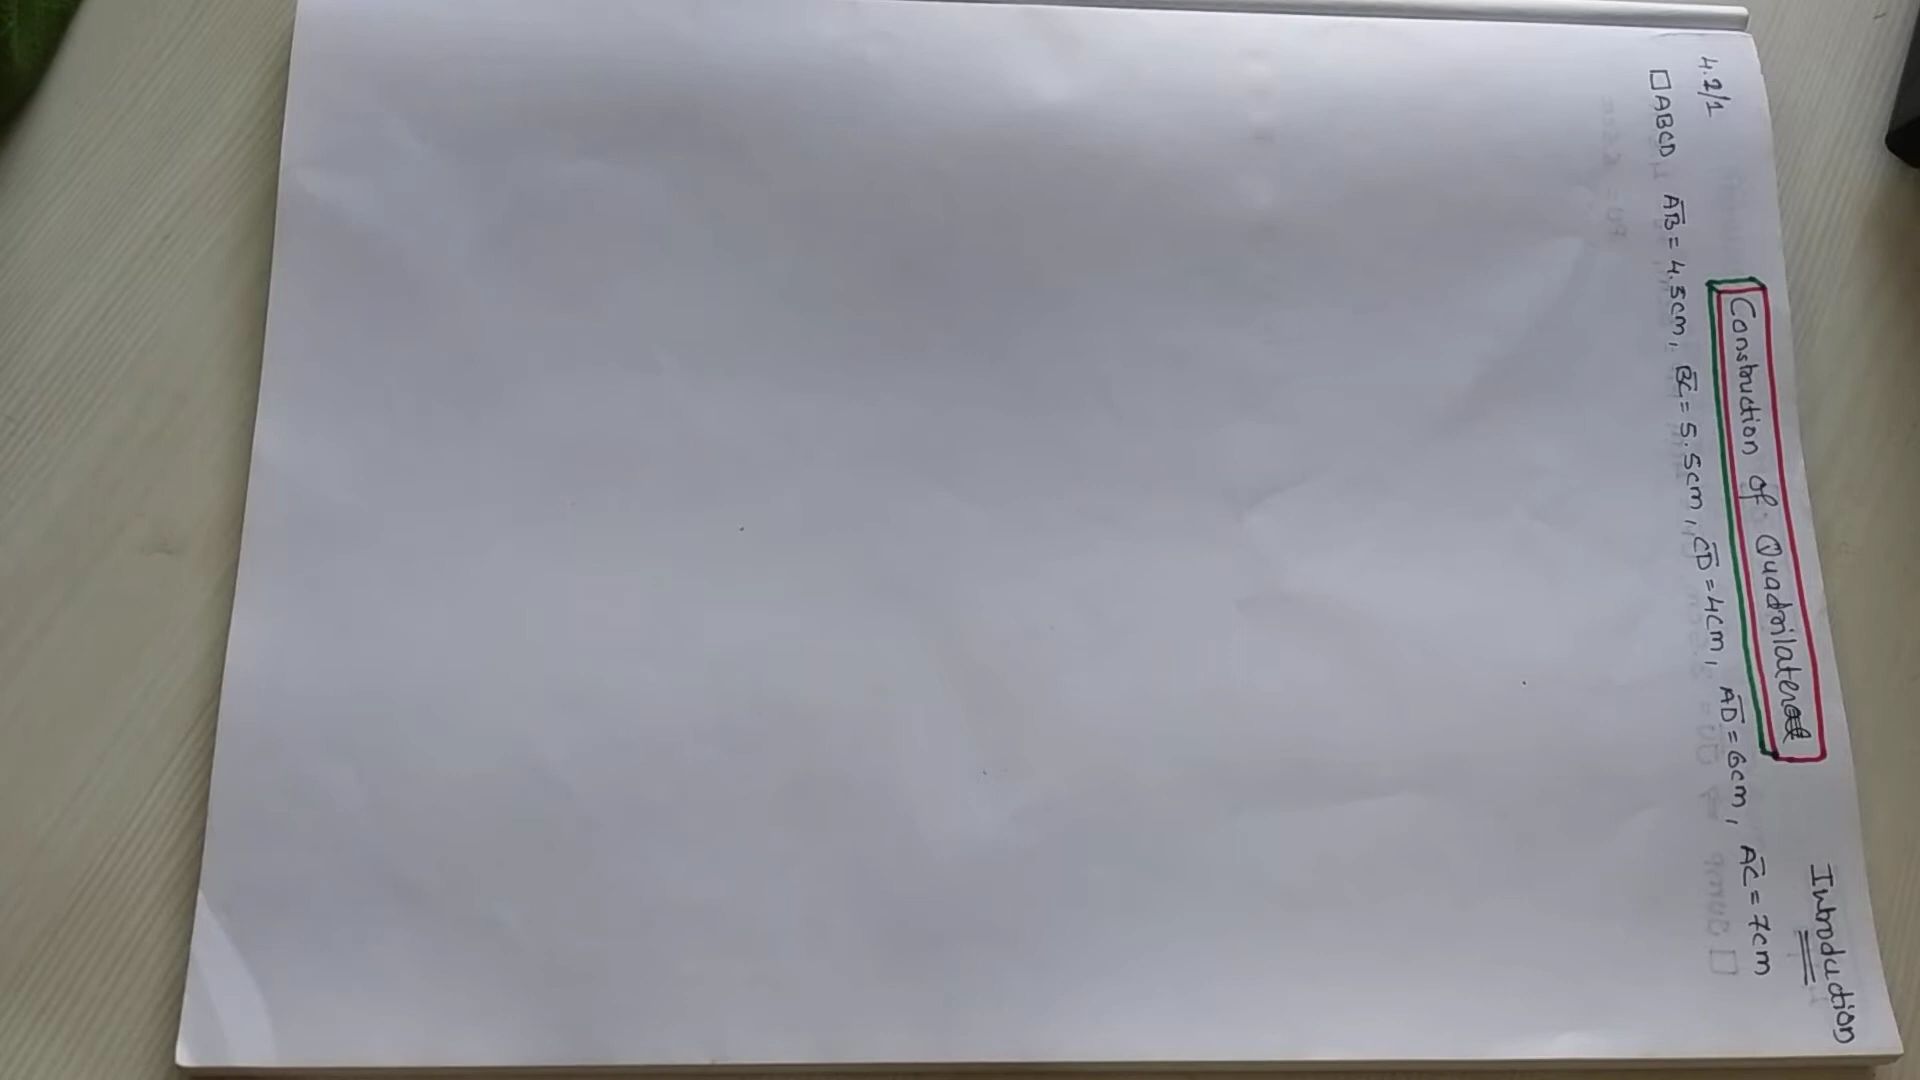 Introduction
Construction of Quadrilateral
4.2/1
□ABCD AB = 4.5cm, BC = 5.5cm, CD = 4cm, AD = 6cm, AC = 7cm